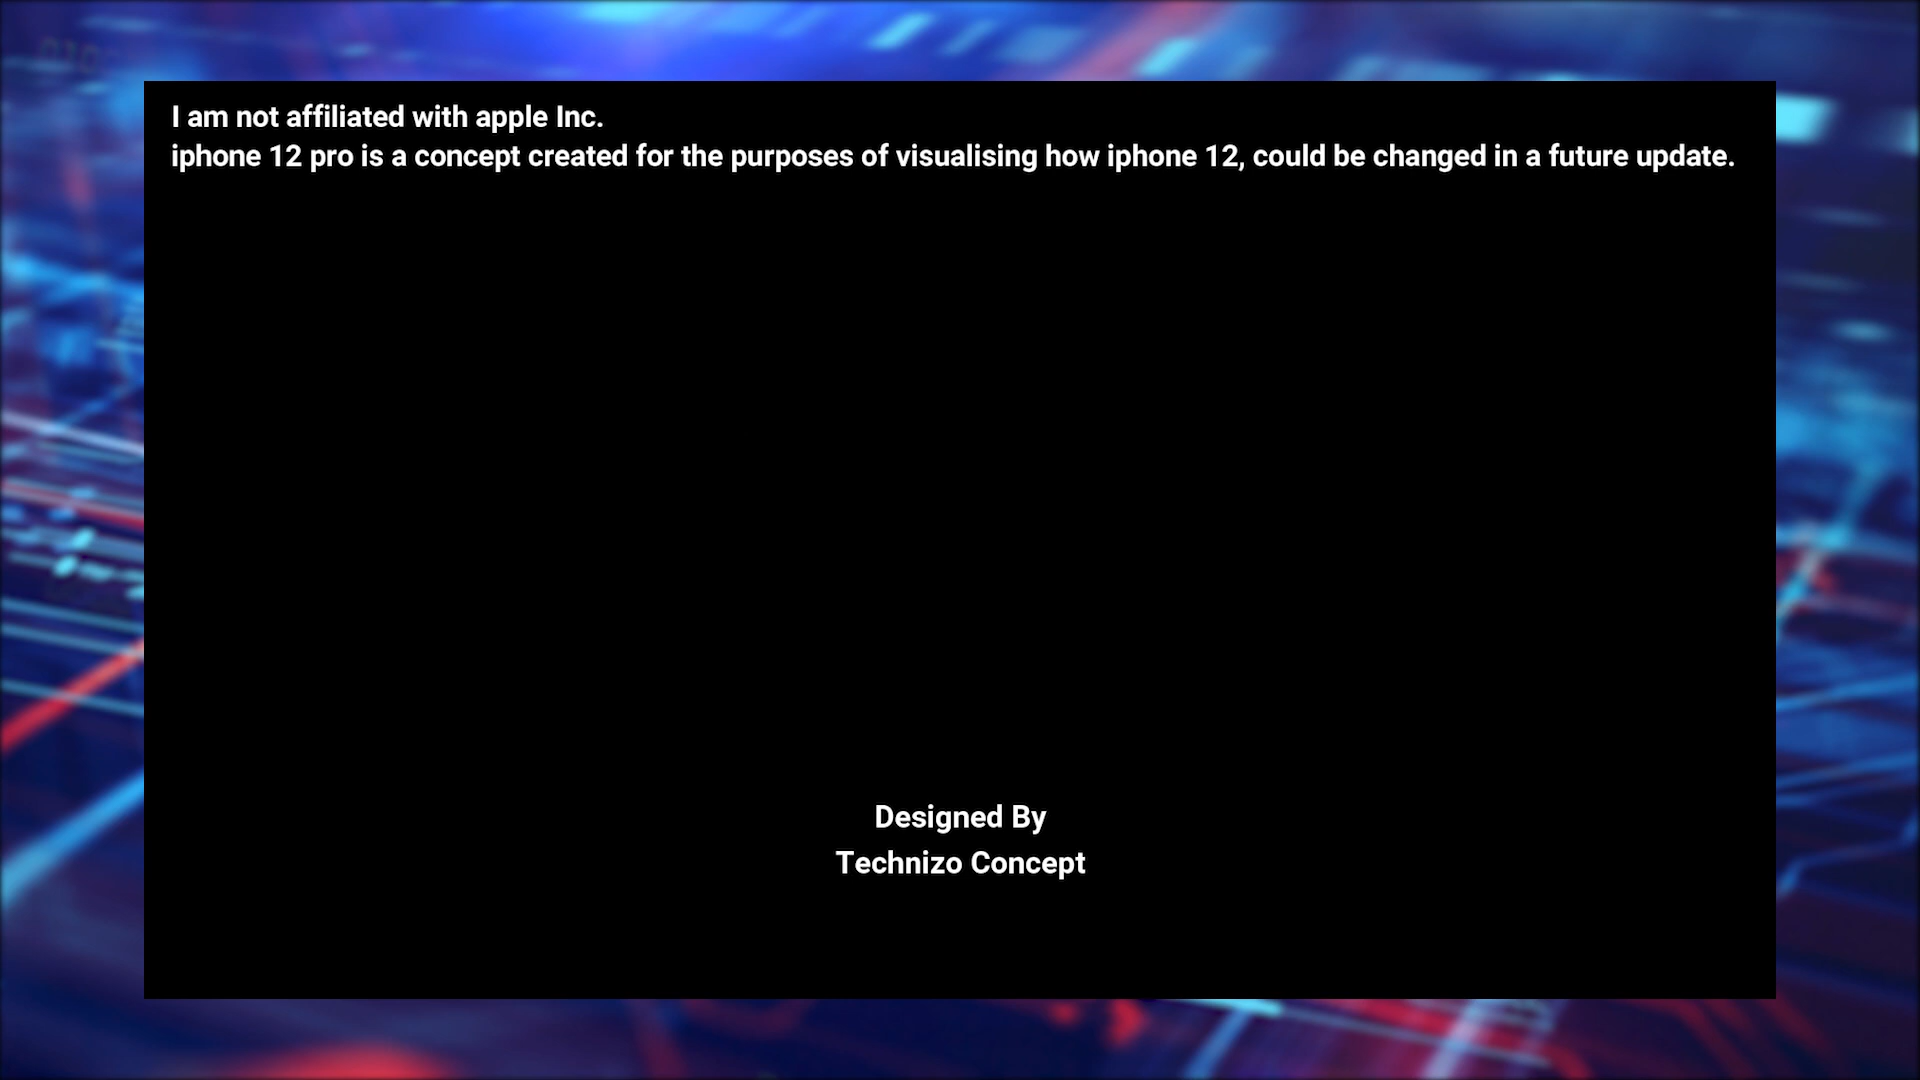 I am not affiliated with apple Inc.
iphone 12 pro is a concept created for the purposes of visualising how iphone 12, could be changed in a future update.
Designed By
Technizo Concept